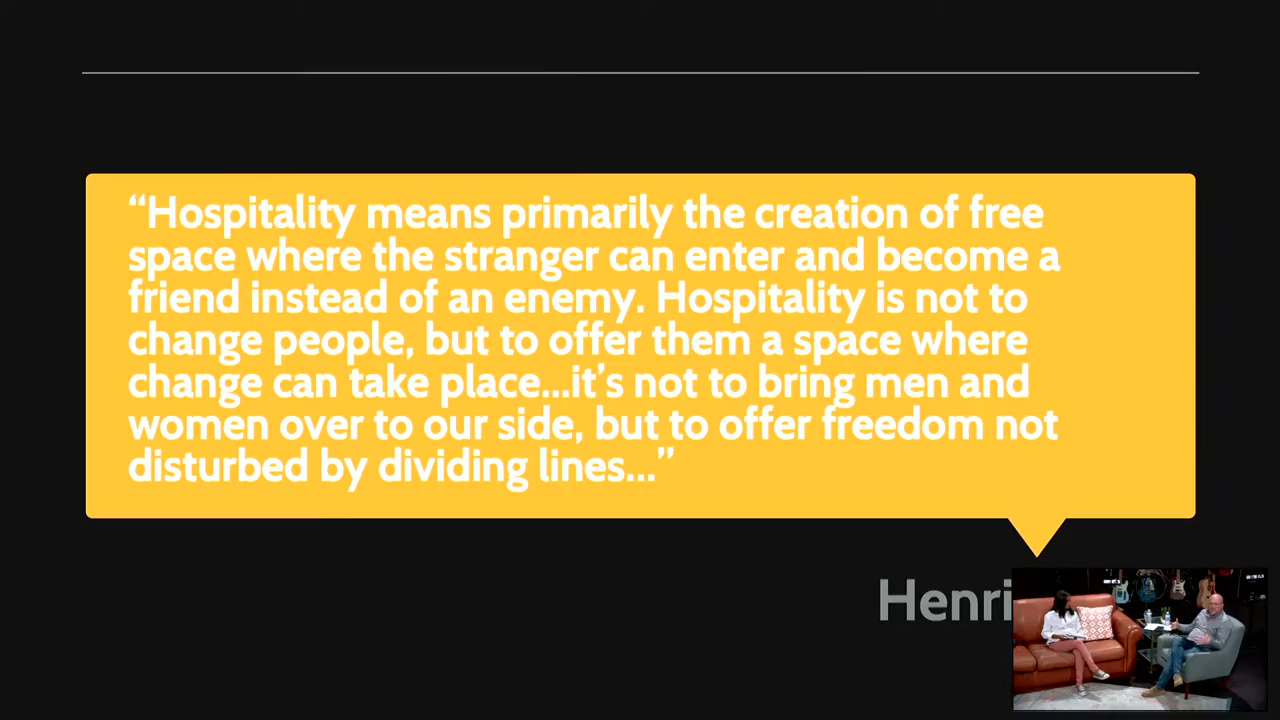 “Hospitality means primarily the creation of free
space where the stranger can enter and become a
friend instead of an enemy. Hospitality is not to
change people, but to offer them a space where
change can take place...it’s not to bring men and
women over to our side, but to offer freedom not
disturbed by dividing lines...”
Henri